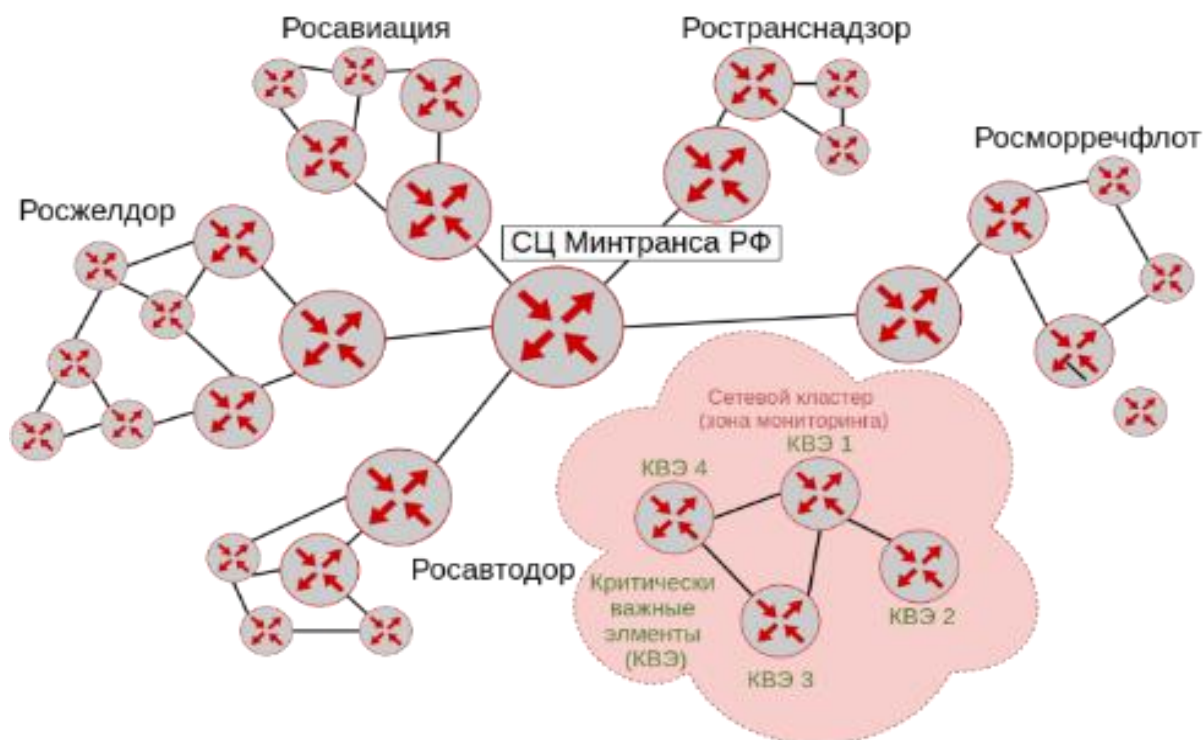 Росавиация
Ространснадзор
Росморречфлот
Росжелдор
СЦ Минтранса РФ
Сетевой кластер
(зона мониторинга)
КВЭ 1
КВЭ 4
Росавтодор
Критически
важные
элменты
(КВЭ)
КВЭ 2
КВЭ 3